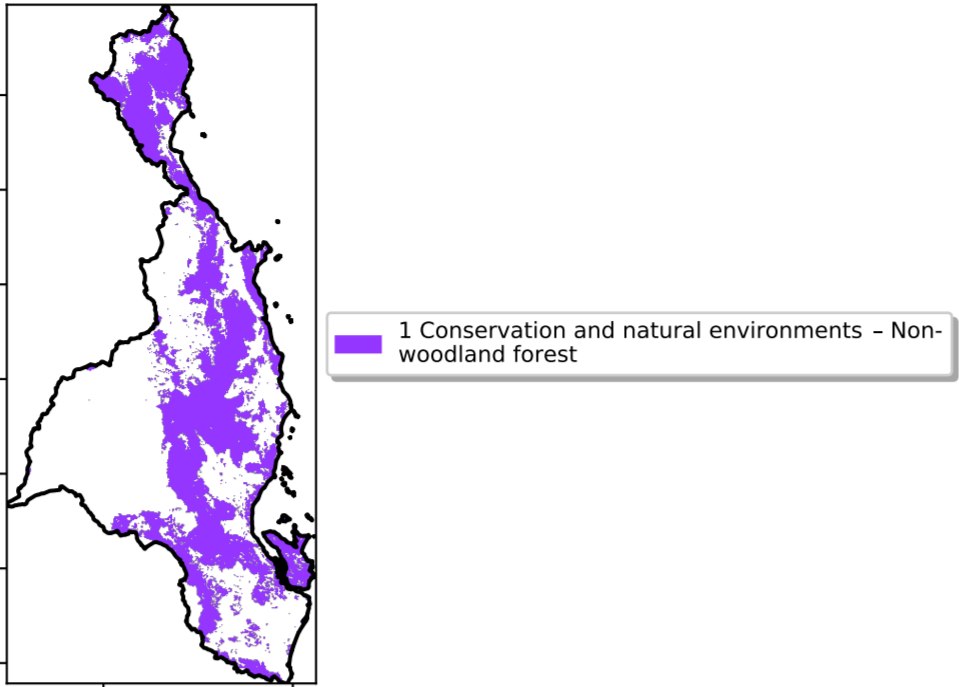 1 Conservation and natural environments – Non-
woodland forest